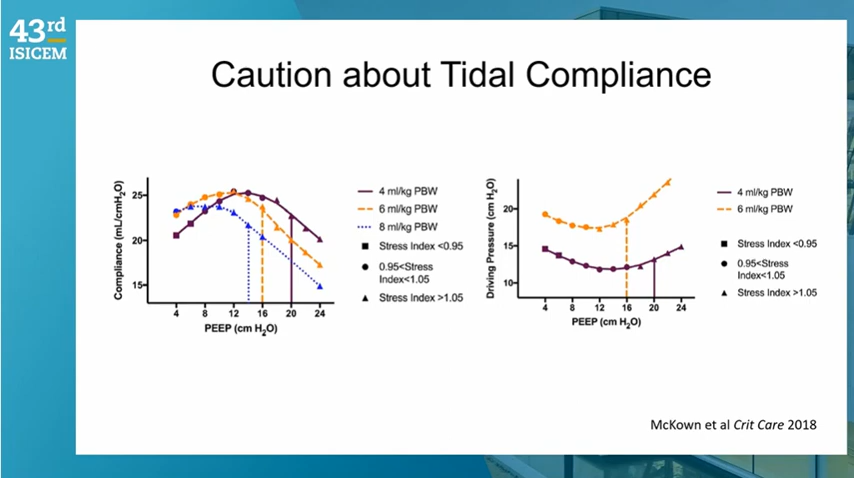 43rd
ISICEM
Caution about Tidal Compliance
Compliance (mL/cmH2O)
25
20
15
4 8 12 16 20 24
PEEP (cm H2O)
4 ml/kg PBW
6 ml/kg PBW
8 ml/kg PBW
Stress Index <0.95
0.95<Stress
Index<1.05
Stress Index >1.05
Driving Pressure (cm H2O)
20
15
10
4 8 12 16 20 24
PEEP (cm H2O)
4 ml/kg PBW
6 ml/kg PBW
Stress Index <0.95
0.95<Stress
Index<1.05
Stress Index >1.05
McKown et al Crit Care 2018